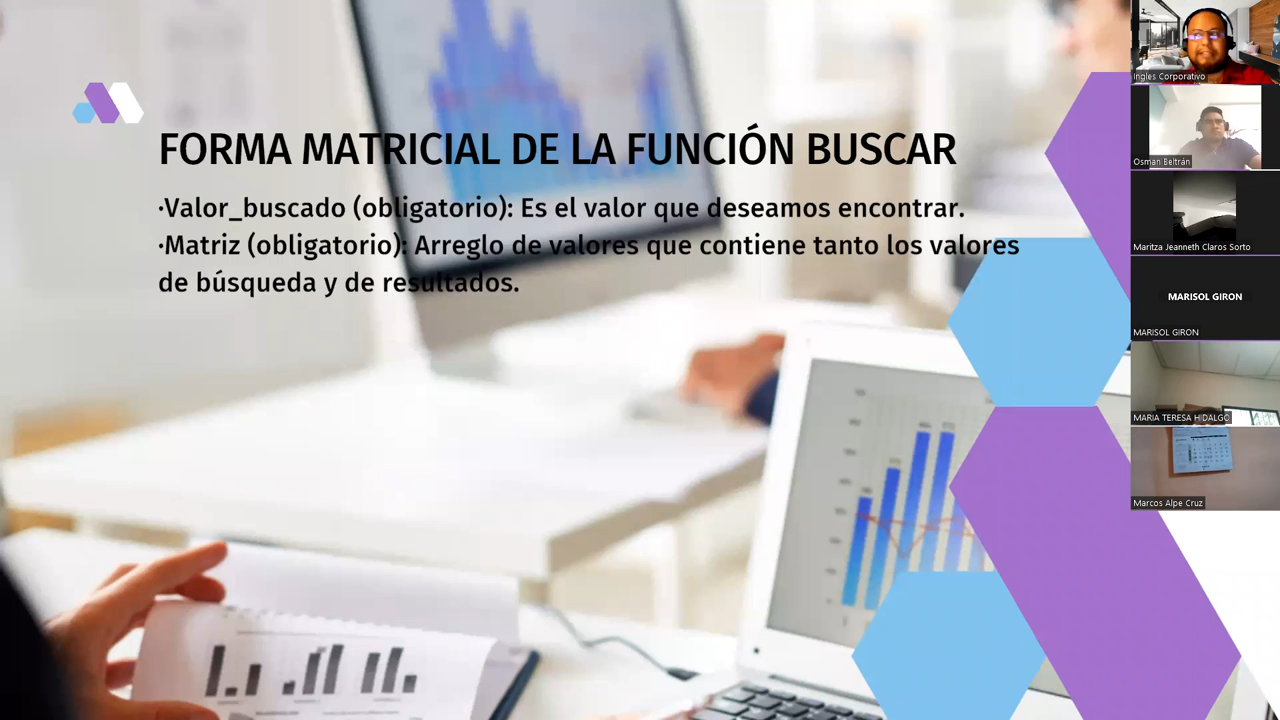 FORMA MATRICIAL DE LA FUNCIÓN BUSCAR
·Valor_buscado (obligatorio): Es el valor que deseamos encontrar.
·Matriz (obligatorio): Arreglo de valores que contiene tanto los valores
de búsqueda y de resultados.
Ingles Corporativo
Osman Beltrán
Maritza Jeanneth Claros Sorto
MARISOL GIRON
MARISOL GIRON
MARIA TERESA HIDALGO
Marcos Alpe Cruz